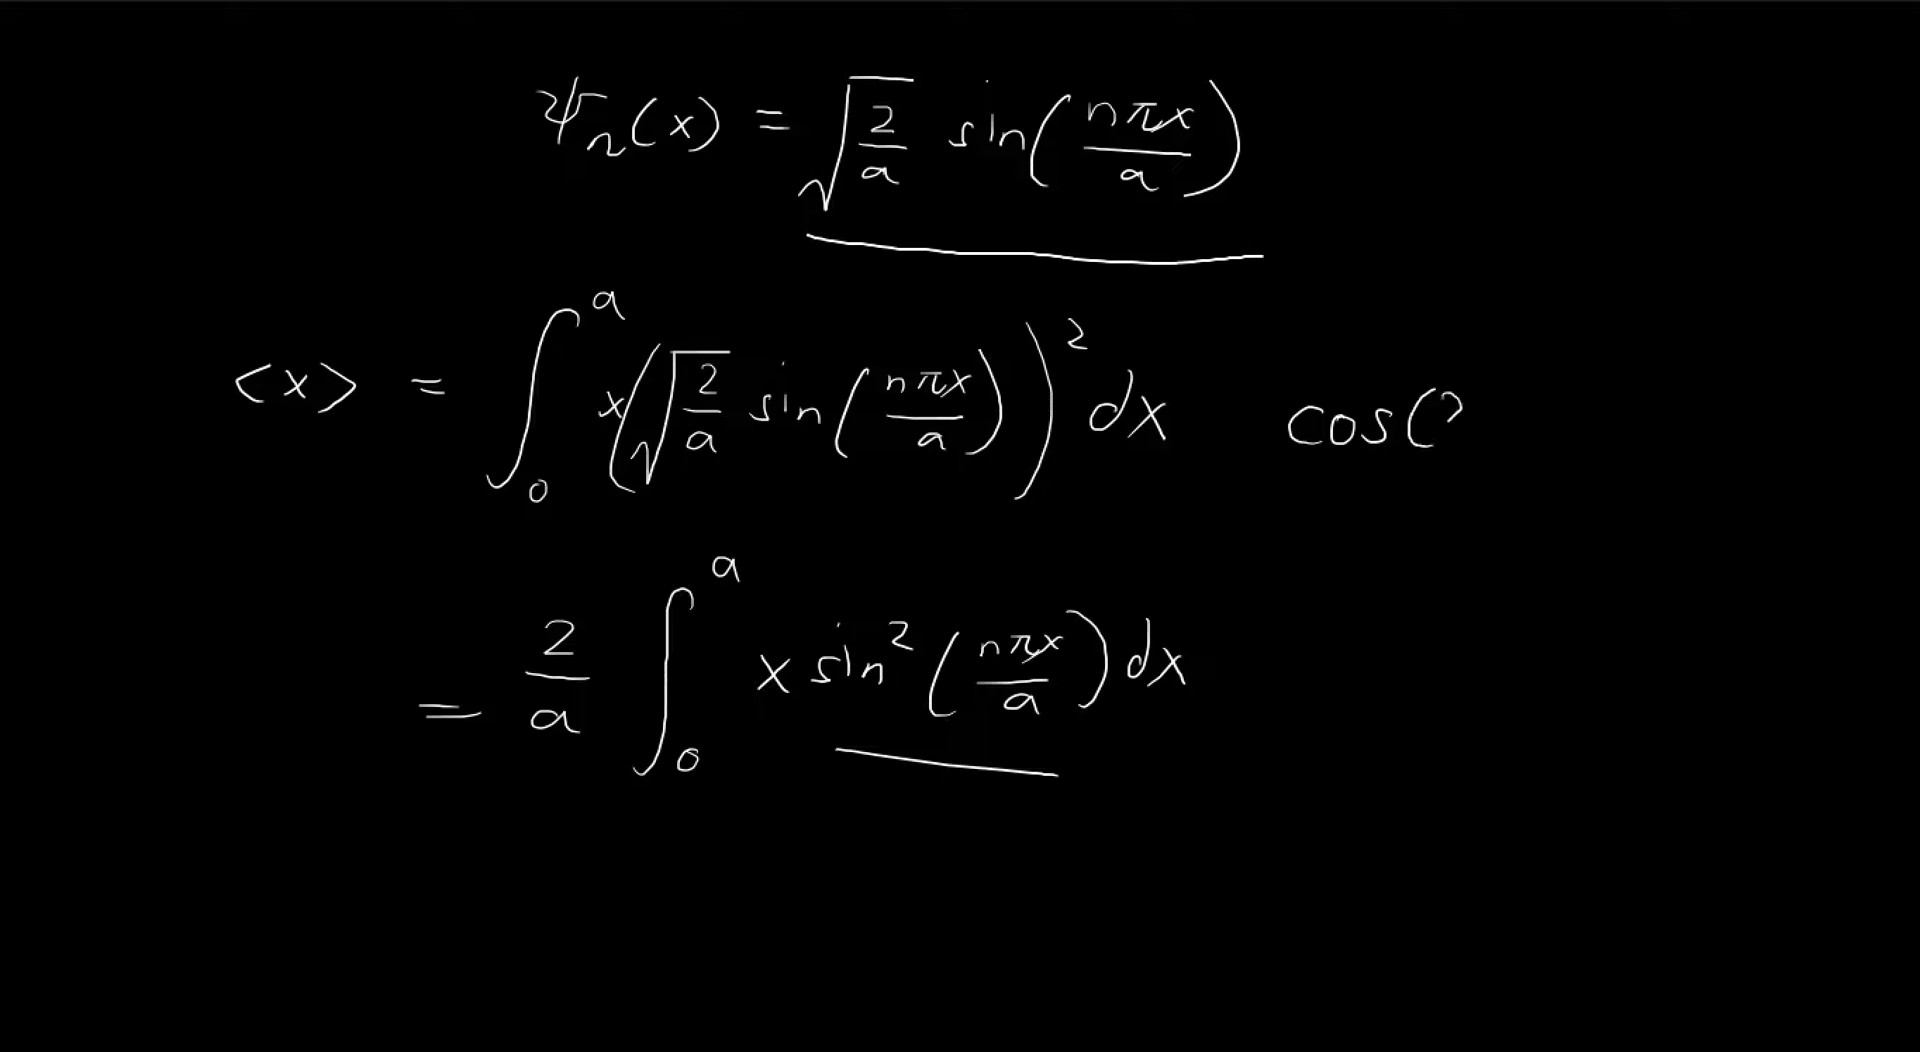 ψₙ(x) = √(2/a) sin(nπx/a)
<x> = ∫₀ᵃ x(√(2/a) sin(nπx/a))² dx cos(
= 2/a ∫₀ᵃ x sin²(nπx/a) dx